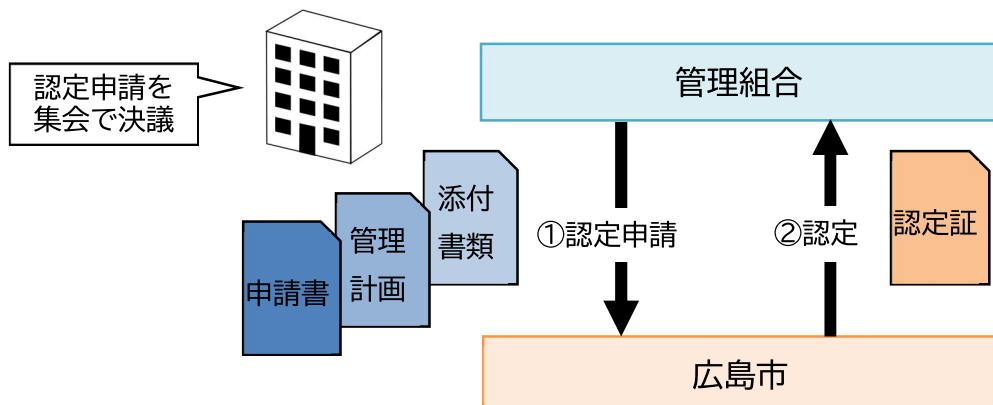 認定申請を
集会で決議
管理組合
添付
書類
管理
計画
申請書
①認定申請
②認定
認定証
広島市